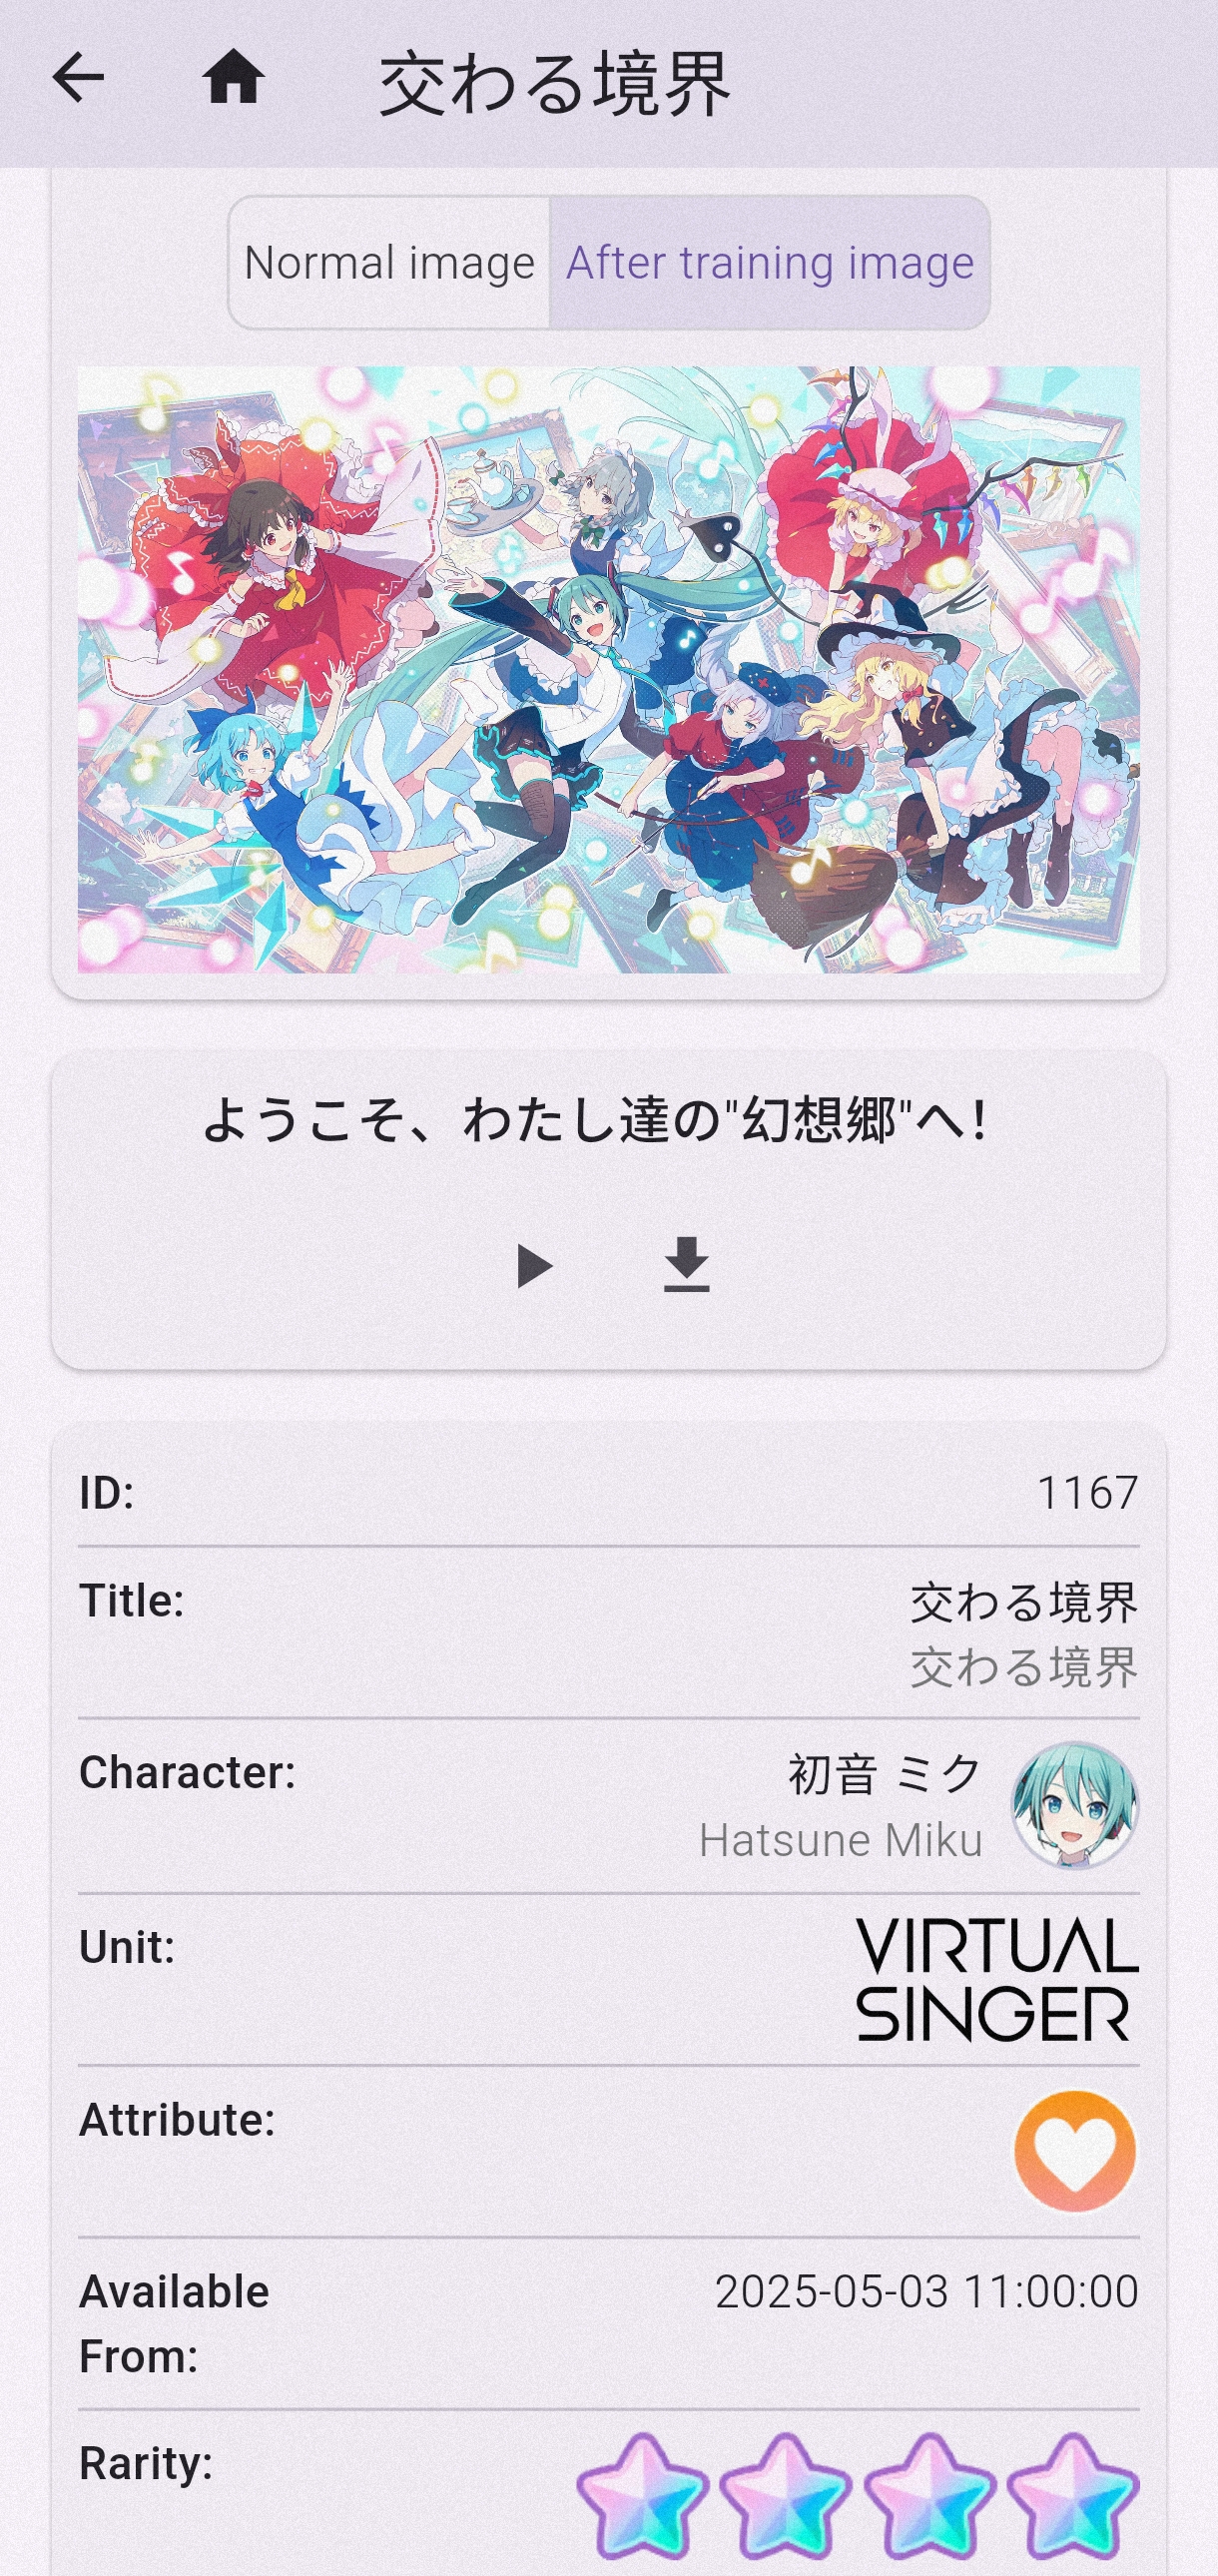 交わる境界
Normal image
After training image
ようこそ、わたし達の"幻想郷"へ!
ID:
1167
Title:
交わる境界
交わる境界
Character:
初音 ミク
Hatsune Miku
Unit:
VIRTUAL
SINGER
Attribute:
Available
From:
2025-05-03 11:00:00
Rarity: